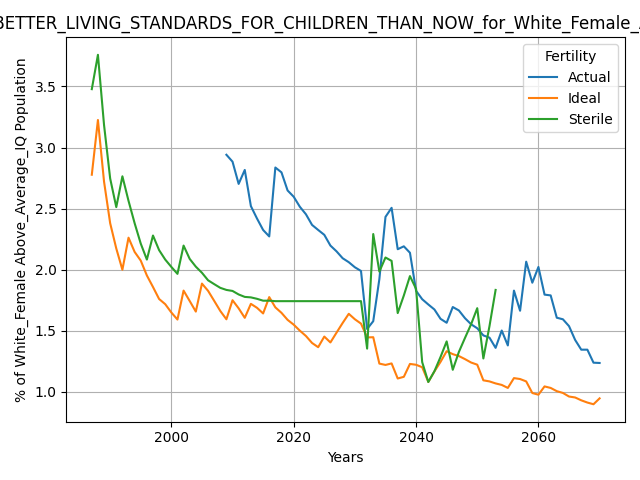 BETTER_LIVING_STANDARDS_FOR_CHILDREN_THAN_NOW_for_White_Female_
% of White_Female Above_Average_IQ Population
3.5
3.0
2.5
2.0
1.5
1.0
Fertility
Actual
Ideal
Sterile
2000
2020
2040
2060
Years